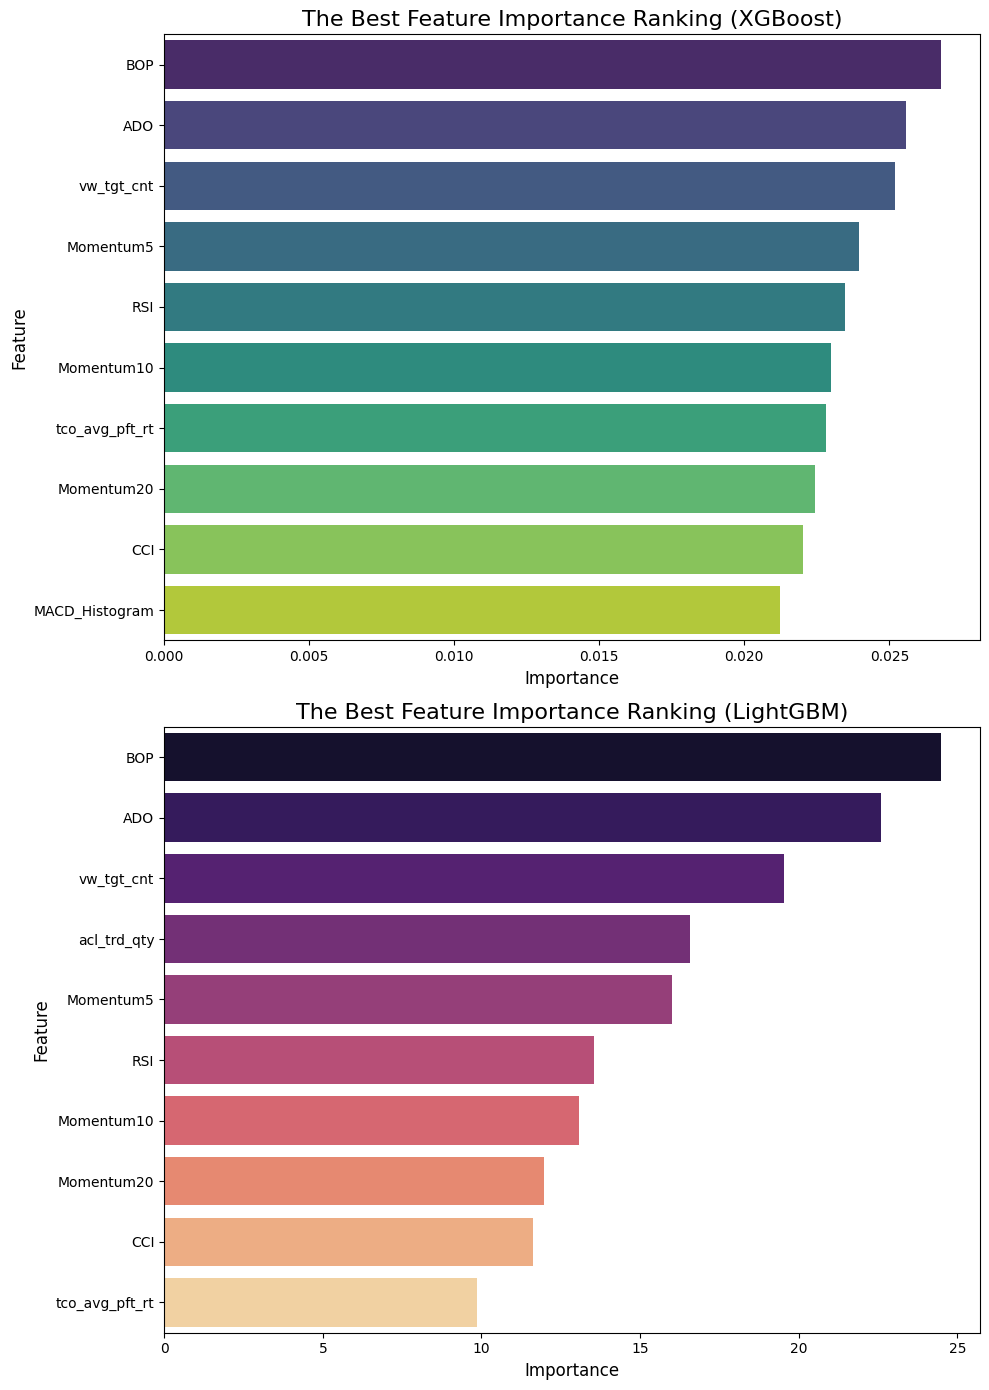 The Best Feature Importance Ranking (XGBoost)
BOP
ADO
vw_tgt_cnt
Momentum5
RSI
Momentum10
tco_avg_pft_rt
Momentum20
CCI
MACD_Histogram
Feature
0.000 0.005 0.010 0.015 0.020 0.025
Importance
The Best Feature Importance Ranking (LightGBM)
BOP
ADO
vw_tgt_cnt
acl_trd_qty
Momentum5
RSI
Momentum10
Momentum20
CCI
tco_avg_pft_rt
Feature
0 5 10 15 20 25
Importance